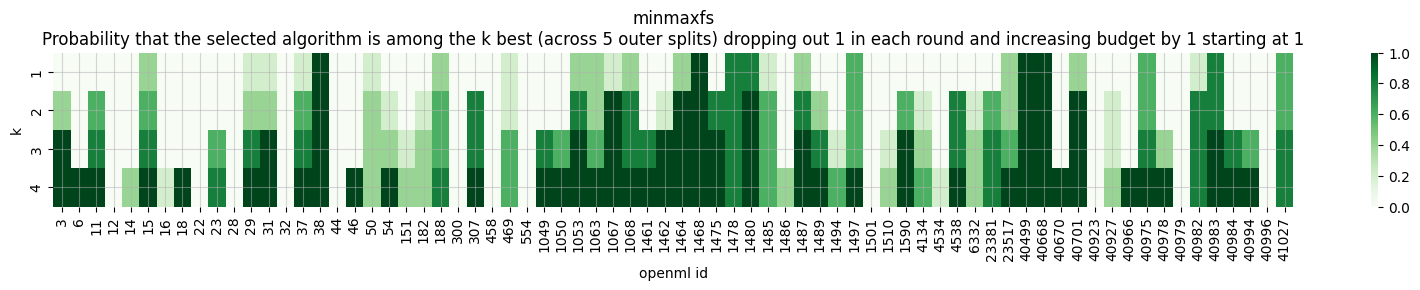 minmaxfs
Probability that the selected algorithm is among the k best (across 5 outer splits) dropping out 1 in each round and increasing budget by 1 starting at 1
k
1
2
3
4
3 6 11 12 14 15 16 18 22 23 28 29 31 32 37 38 44 46 50 54 151 182 188 300 307 458 469 554 1049 1050 1053 1063 1067 1068 1461 1462 1464 1468 1475 1478 1480 1485 1486 1487 1489 1494 1497 1501 1510 1590 4134 4534 4538 6332 23381 23517 40499 40668 40670 40701 40923 40927 40966 40975 40978 40979 40982 40983 40984 40994 40996 41027
openml id
1.0
0.8
0.6
0.4
0.2
0.0